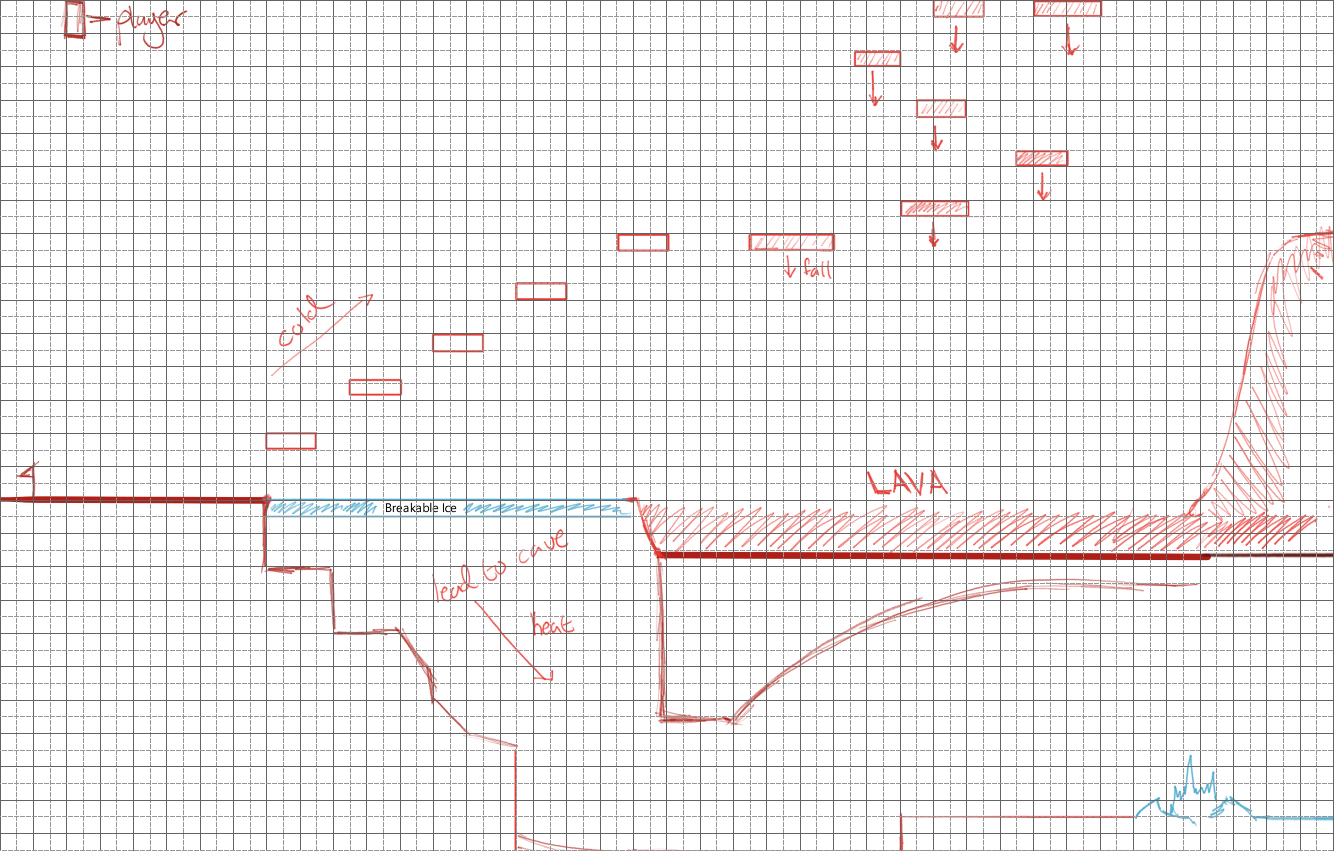 player
fall
cold
LAVA
Breakable Ice
lead to cave
heat